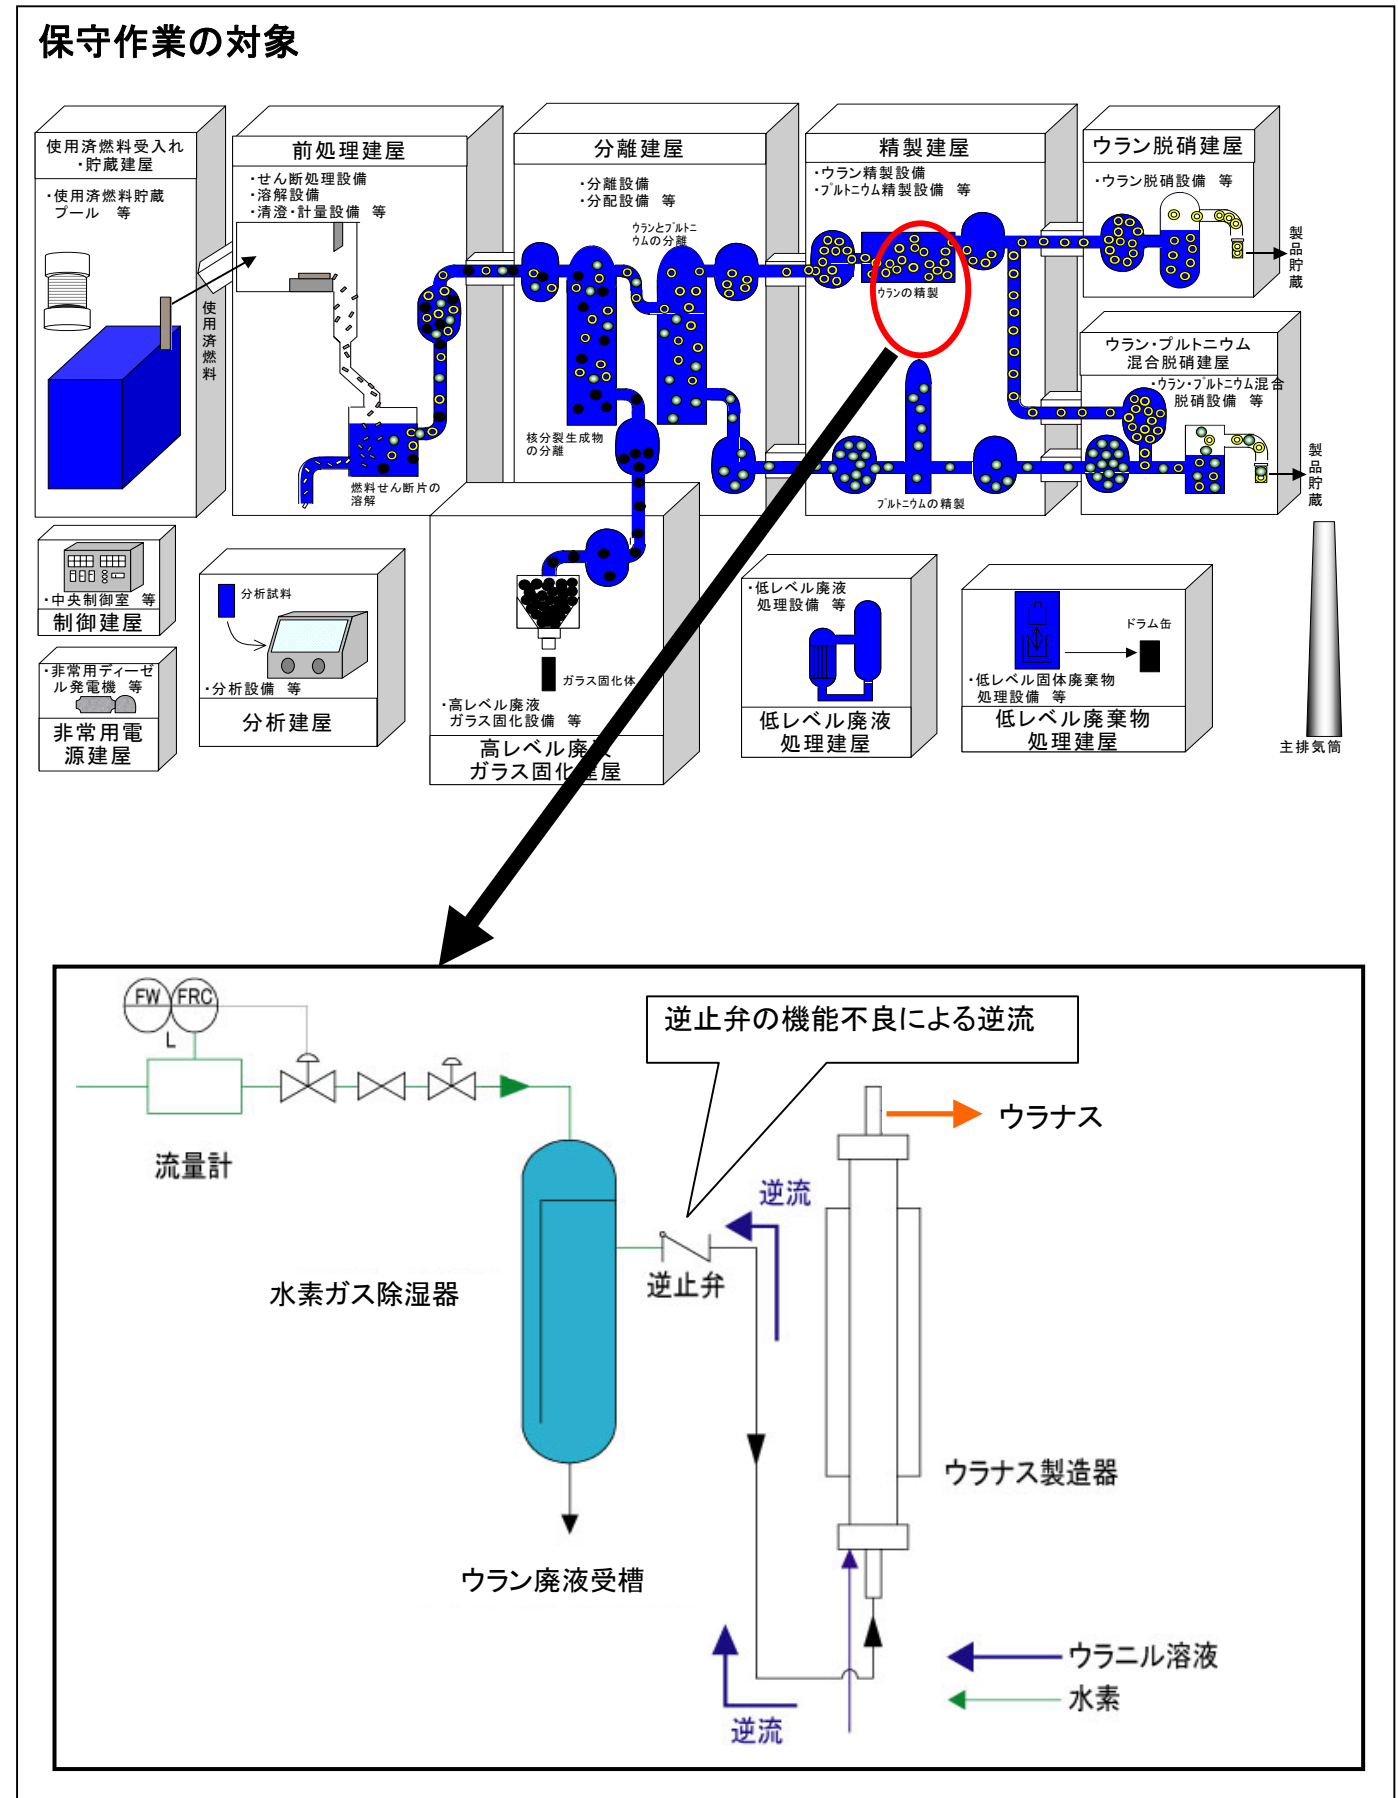 保守作業の対象
使用済燃料受入れ
・貯蔵建屋
・使用済燃料貯蔵
プール 等
使用済燃料
前処理建屋
・せん断処理設備
・溶解設備
・清澄・計量設備 等
燃料せん断片の
溶解
分離建屋
・分離設備
・分配設備 等
ウランとプルトニ
ウムの分離
核分裂生成物
の分離
精製建屋
・ウラン精製設備
・プルトニウム精製設備 等
ウランの精製
プルトニウムの精製
ウラン脱硝建屋
・ウラン脱硝設備 等
製品貯蔵
ウラン・プルトニウム
混合脱硝建屋
・ウラン・プルトニウム混合
脱硝設備 等
製品貯蔵
・中央制御室 等
制御建屋
・非常用ディーゼ
ル発電機 等
非常用電
源建屋
分析試料
・分析設備 等
分析建屋
ガラス固化体
・高レベル廃液
ガラス固化設備 等
高レベル廃液
ガラス固化建屋
・低レベル廃液
処理設備 等
低レベル廃液
処理建屋
ドラム缶
・低レベル固体廃棄物
処理設備 等
低レベル廃棄物
処理建屋
主排気筒
FW FRC
L
流量計
逆止弁の機能不良による逆流
ウラナス
逆流
水素ガス除湿器
逆止弁
ウラナス製造器
ウラン廃液受槽
逆流
ウラニル溶液
水素